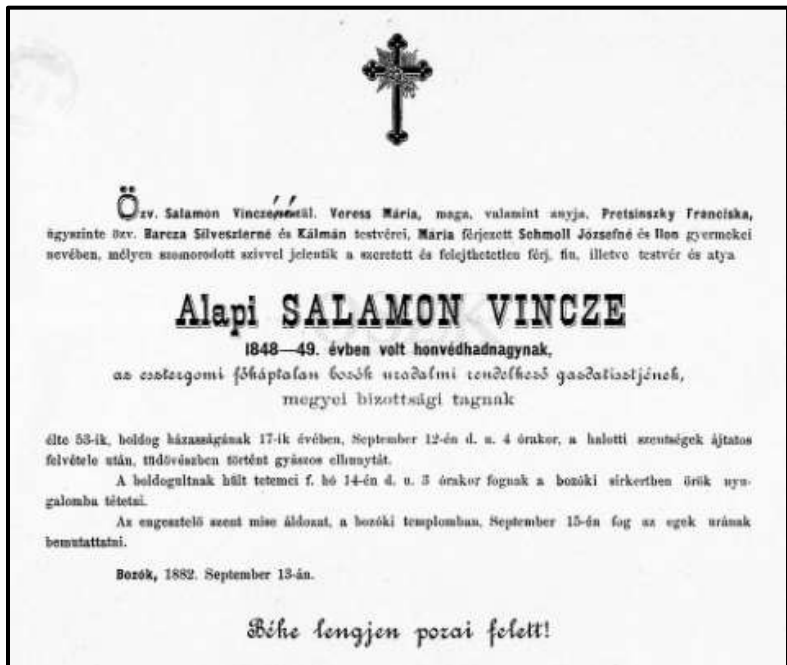 Özv. Salamon Vinczéné szül. Veress Mária, maga, valamint anyja, Pretsinszky Franciska,
úgyszinte özv. Barcza Silveszterné és Kálmán testvérei, Mária férjezett Schmoll Józsefné és Ilon gyermekei
nevében, mélyen szomorodott szivvel jelentik a szeretett és felejthetetlen férj, fiu, illetve testvér és atya
Alapi SALAMON VINCZE
1848—49. évben volt honvédhadnagynak,
az esztergomi főkáptalan bozók uradalmi rendelkező gazdatisztjének,
megyei bizottsági tagnak
élte 53-ik, boldog házasságának 17-ik évében, September 12-én d. u. 4 órakor, a halotti szentségek ájtatos
felvétele után, tüdővészben történt gyászos elhunytát.
A boldogultnak hült tetemei f. hó 14-én d. u. 3 órakor fognak a bozóki sirkertben örök nyu-
galomba tétetni.
Az engesztelő szent mise áldozat, a bozóki templomban, September 15-én fog az egek urának
bemutattatni.
Bozók, 1882. September 13-án.
Béke lengjen porai felett!